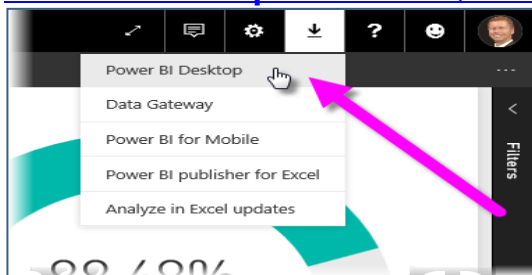 ?
Power BI Desktop
...
Data Gateway
Power BI for Mobile
Filters
Power BI publisher for Excel
Analyze in Excel updates